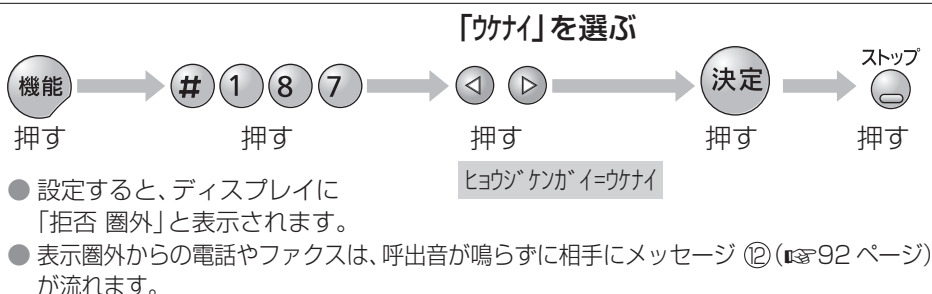 「ｳｹﾅｲ」を選ぶ
機能 # 1 8 7 ◁ ▷ 決定 ストップ
押す 押す 押す 押す 押す
ﾋｮｳｼﾞｹﾝｶﾞｲ=ｳｹﾅｲ
● 設定すると、ディスプレイに
「拒否 圏外」と表示されます。
● 表示圏外からの電話やファクスは、呼出音が鳴らずに相手にメッセージ ⑫(☞92 ページ)
が流れます。